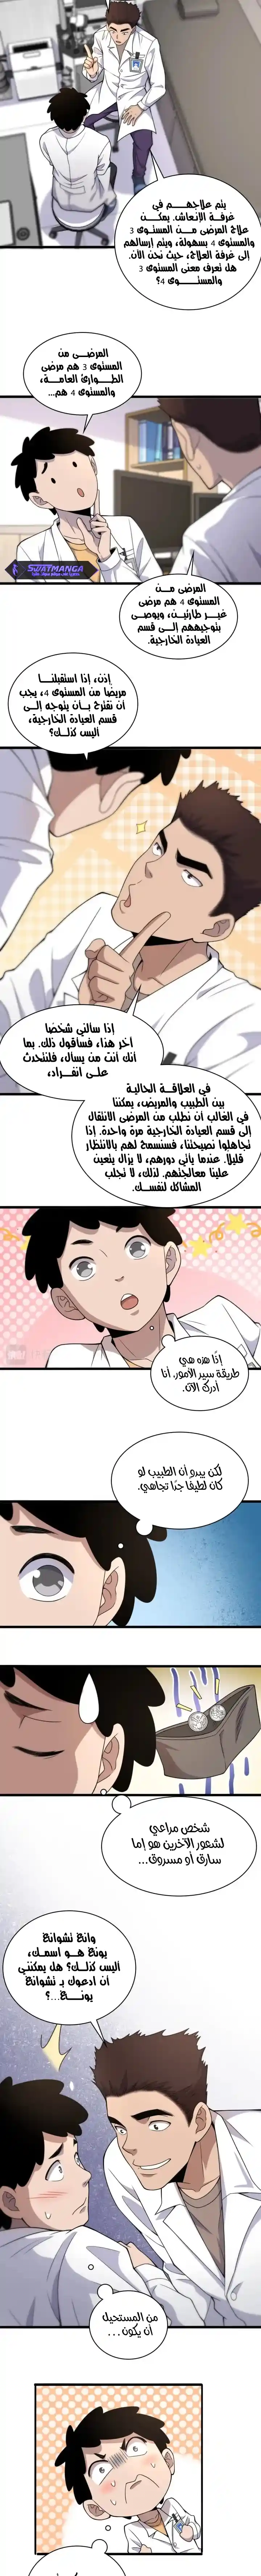 يتم علاجهم في
غرفة الإنعاش. يمكن
علاج المرضى من المستوى 3
والمستوى 4 بسهولة، ويتم إرسالهم
إلى غرفة العلاج، حيث نحن الآن.
هل تعرف معنى المستوى 3
والمستوى 4؟
المرضى من
المستوى 3 هم مرضى
الطوارئ العامة،
والمستوى 4 هم...
SWATMANGA
المرضى من
المستوى 4 هم مرضى
غير طارئين، ويوصى
بتوجيههم إلى قسم
العيادة الخارجية.
إذن، إذا استقبلنا
مريضا من المستوى 4، يجب
أن نقترح بأن يتوجه إلى
قسم العيادة الخارجية،
أليس كذلك؟
إذا سألني شخصا
آخر هذا، فسأقول ذلك. بما
أنك أنت من يسأل، فلنتحدث
على انفراد،
في العلاقة الحالية
بين الطبيب والمريض، يمكننا
في الغالب أن نطلب من المرضى الانتقال
إلى قسم العيادة الخارجية مرة واحدة. إذا
تجاهلوا نصيحتنا، فسنسمح لهم بالانتظار
قليلا. عندما يأتي دورهم، لا يزال يتعين
علينا معالجتهم. لذلك، لا تجلب
المشاكل لنفسك.
إذًا هذه هي
طريقة سير الأمور. أنا
أدرك الآن.
لكن يبدو أن الطبيب لو
كان لطيفا جدًا تجاهي.
شخص مراعي
لشعور الآخرين هو إما
سارق أو مسروق...
وانغ تشوانغ
يونغ هو اسمك،
أليس كذلك؟ هل يمكنني
أن ادعوك بـ تشوانغ
يونغ...؟
من المستحيل
أن يكون...